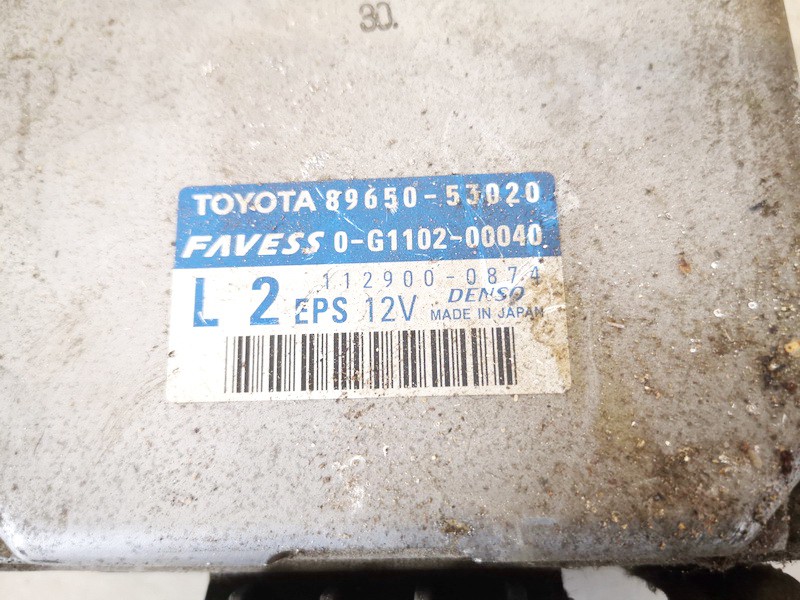 30.
TOYOTA 89650-53020
FAVESS 0-G1102-00040
112900-0874
L 2 EPS 12V DENSO
MADE IN JAPAN